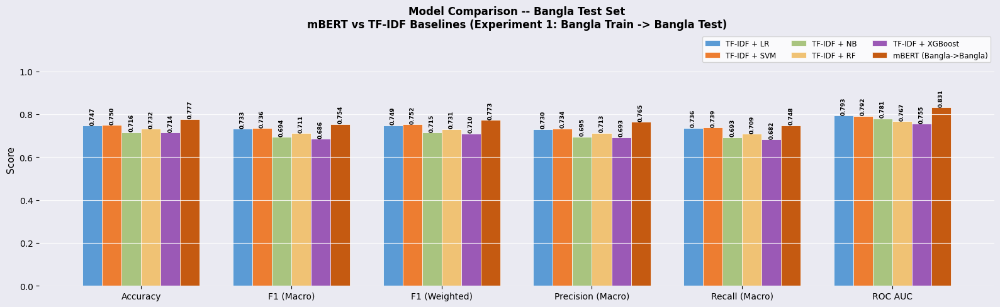 Model Comparison -- Bangla Test Set
mBERT vs TF-IDF Baselines (Experiment 1: Bangla Train -> Bangla Test)
TF-IDF + LR TF-IDF + NB TF-IDF + XGBoost
TF-IDF + SVM TF-IDF + RF mBERT (Bangla->Bangla)
Score
1.0
0.8
0.6
0.4
0.2
0.0
0.747 0.750 0.716 0.732 0.714 0.777
0.733 0.736 0.694 0.711 0.686 0.754
0.749 0.752 0.715 0.731 0.710 0.773
0.730 0.734 0.695 0.713 0.693 0.765
0.736 0.739 0.693 0.709 0.682 0.748
0.793 0.792 0.781 0.767 0.755 0.831
Accuracy F1 (Macro) F1 (Weighted) Precision (Macro) Recall (Macro) ROC AUC